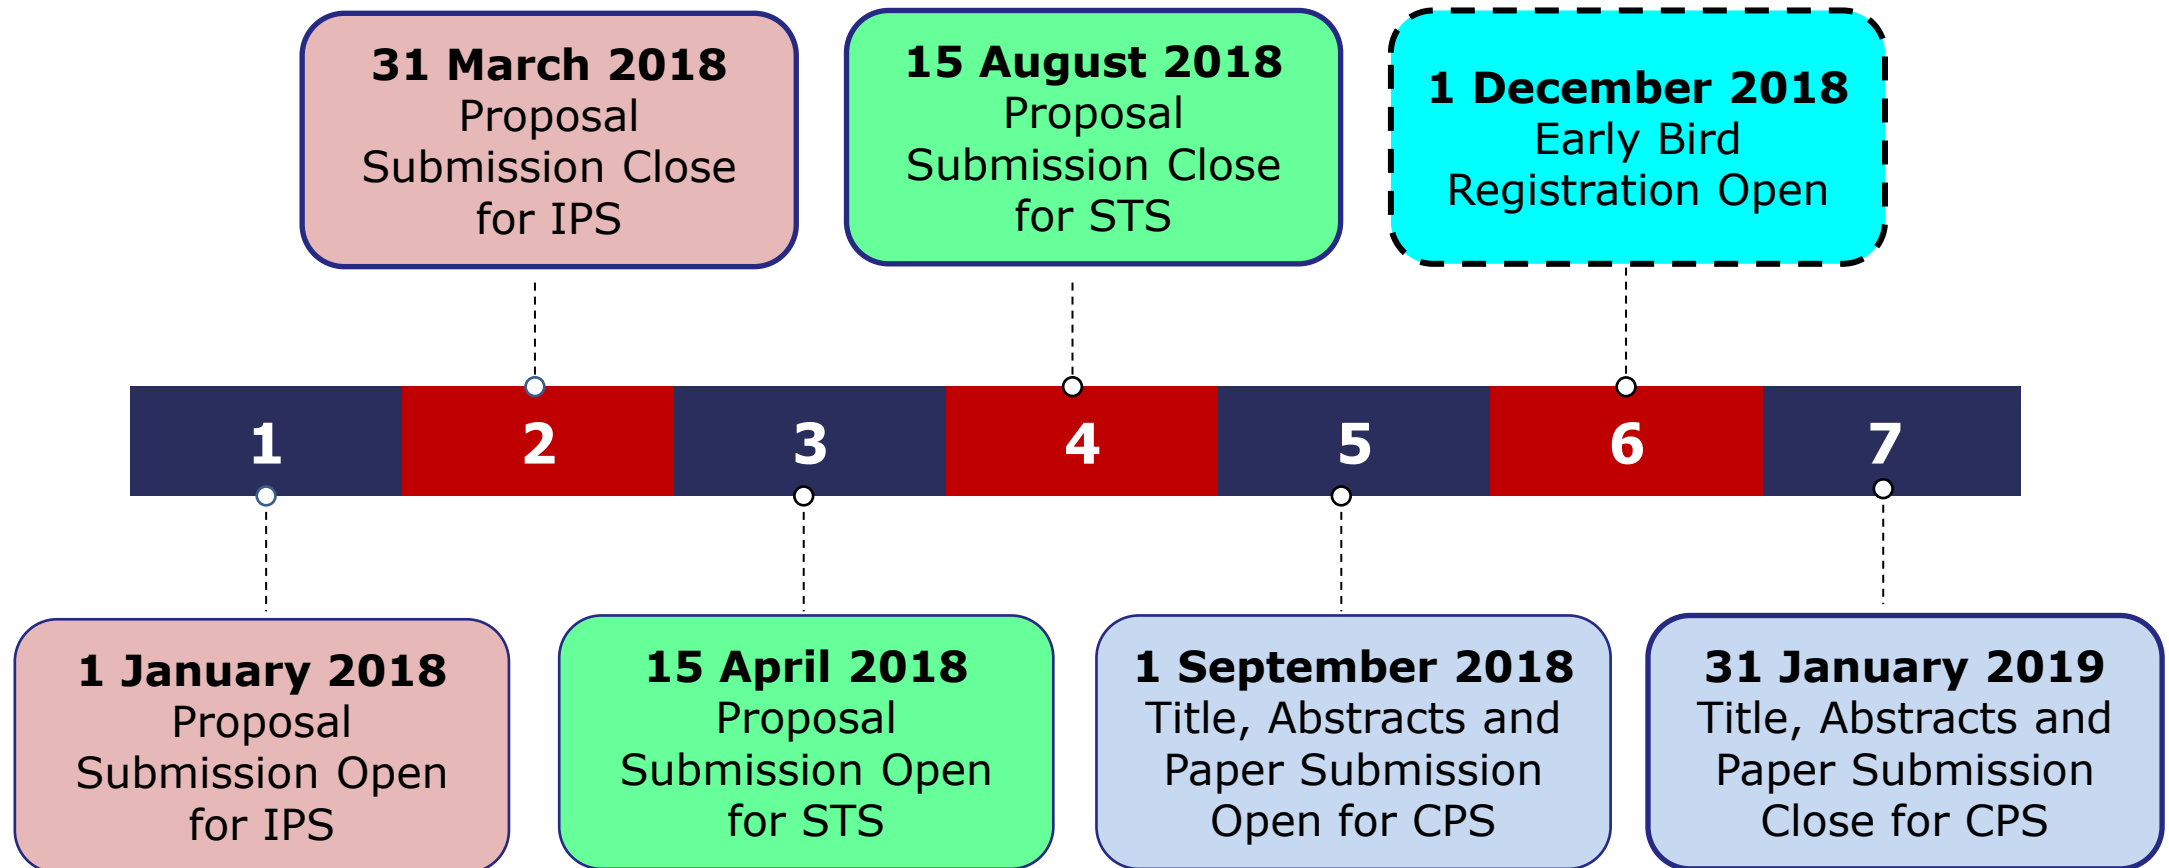 31 March 2018
Proposal
Submission Close
for IPS
15 August 2018
Proposal
Submission Close
for STS
1 December 2018
Early Bird
Registration Open
1
2
3
4
5
6
7
1 January 2018
Proposal
Submission Open
for IPS
15 April 2018
Proposal
Submission Open
for STS
1 September 2018
Title, Abstracts and
Paper Submission
Open for CPS
31 January 2019
Title, Abstracts and
Paper Submission
Close for CPS